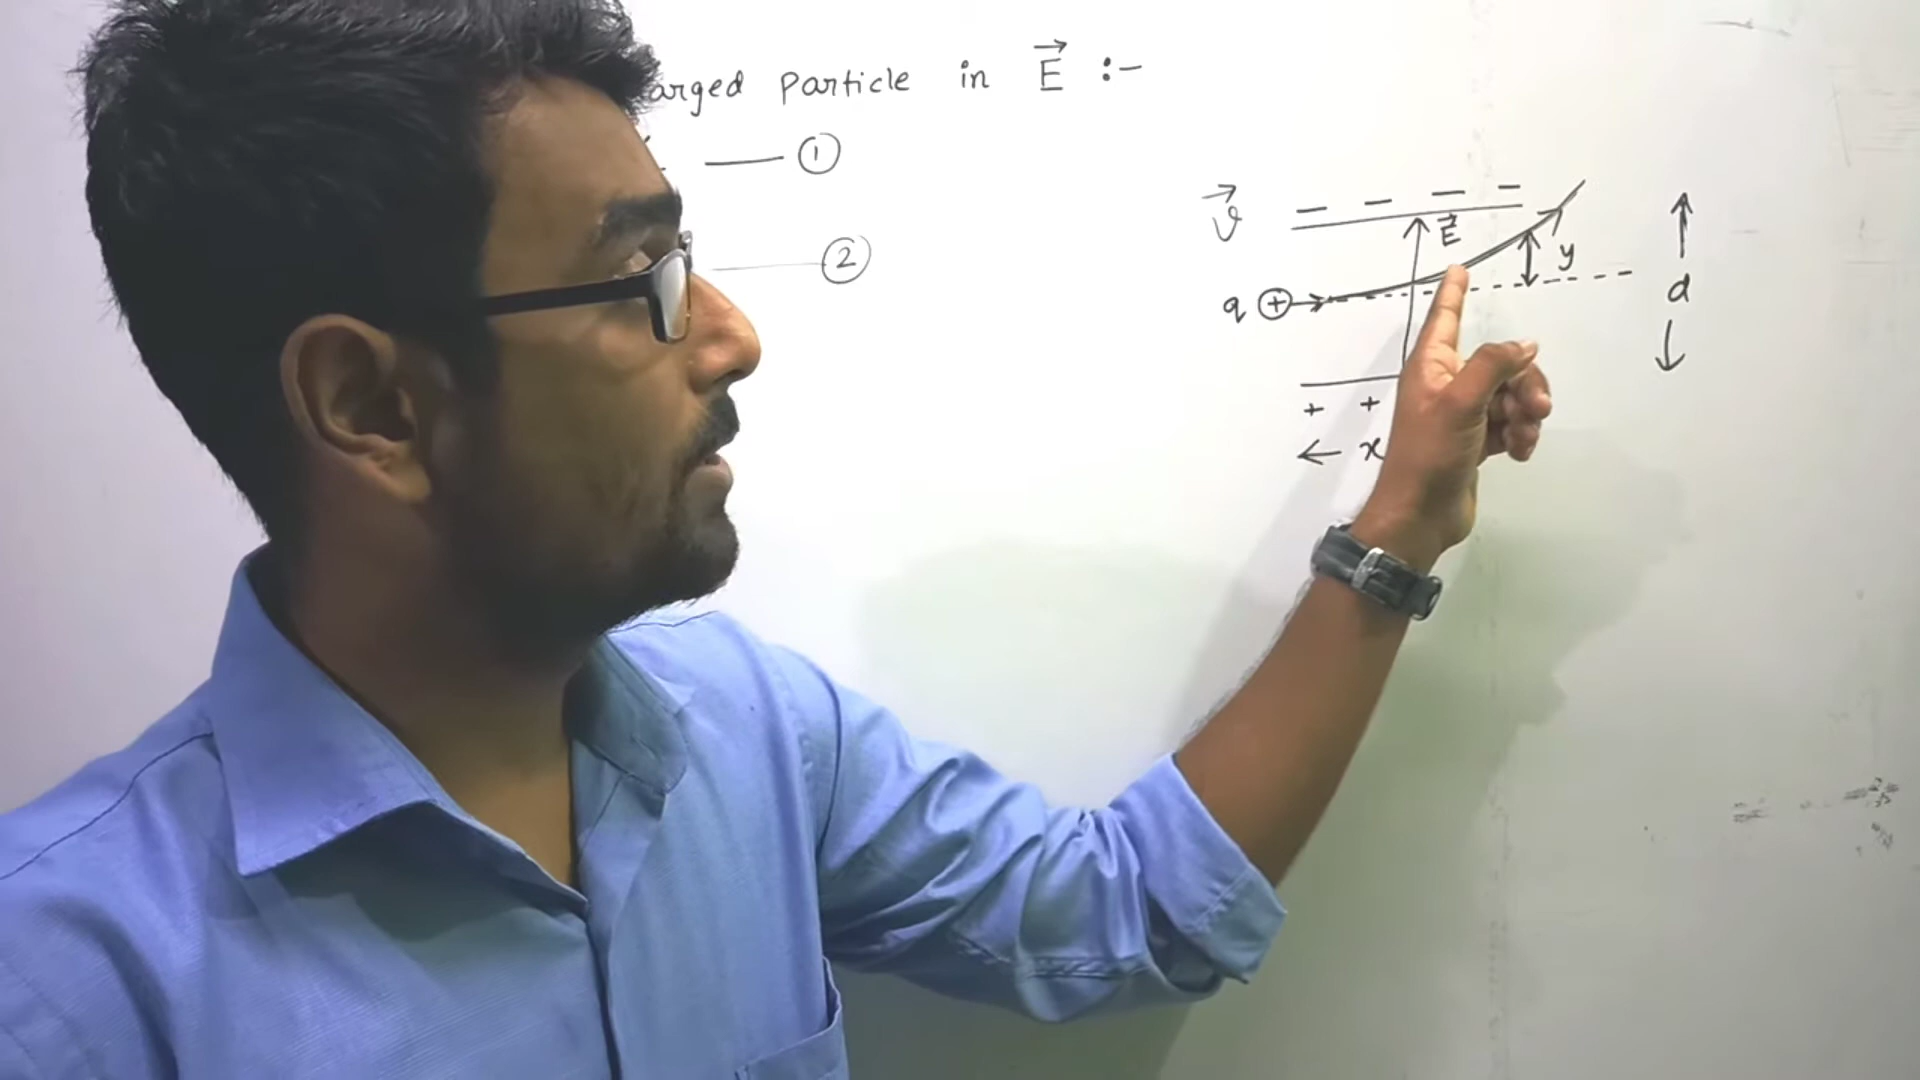 arged particle in E⃗ :-
①
②
v⃗
− − − −
E⃗
y
q ⊕
d
+ +
← x